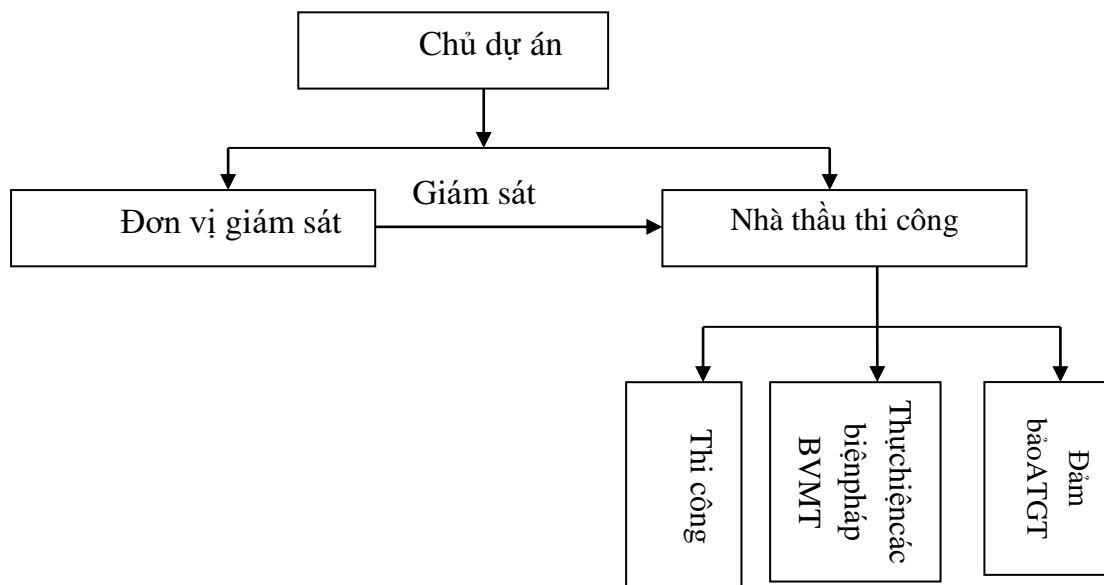 Chủ dự án
Đơn vị giám sát
Giám sát
Nhà thầu thi công
Thi công
Thựchiệncác
biệnpháp
BVMT
Đảm
bảoATGT